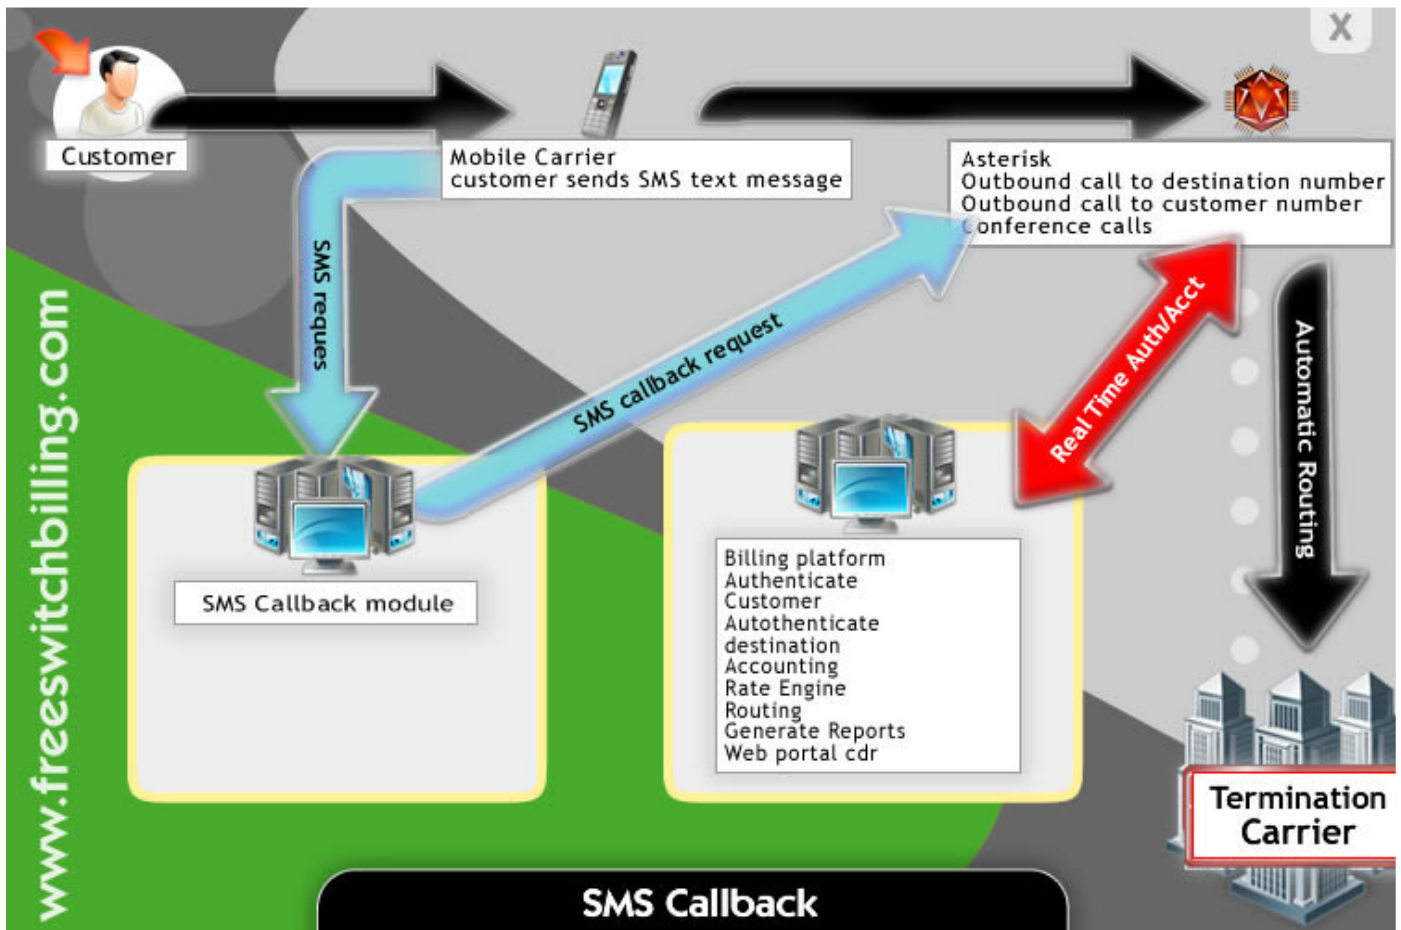 X
Customer
Mobile Carrier
customer sends SMS text message
Asterisk
Outbound call to destination number
Outbound call to customer number
Conference calls
SMS reques
SMS callback request
Real Time Auth/Acct
Automatic Routing
www.freeswitchbilling.com
SMS Callback module
Billing platform
Authenticate
Customer
Autothenticate
destination
Accounting
Rate Engine
Routing
Generate Reports
Web portal cdr
Termination
Carrier
SMS Callback